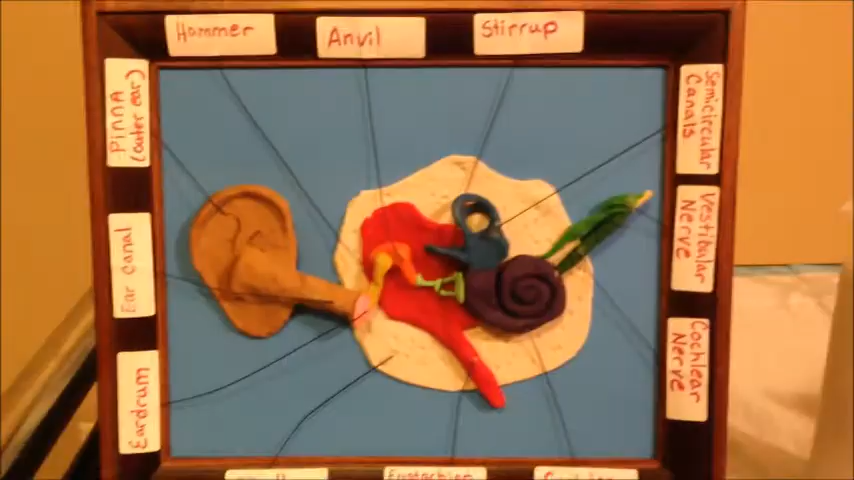 Hammer
Anvil
Stirrup
Pinna
(outer ear)
Ear Canal
Eardrum
Semicircular
Canals
Vestibular
Nerve
Cochlear
Nerve
Eustachian